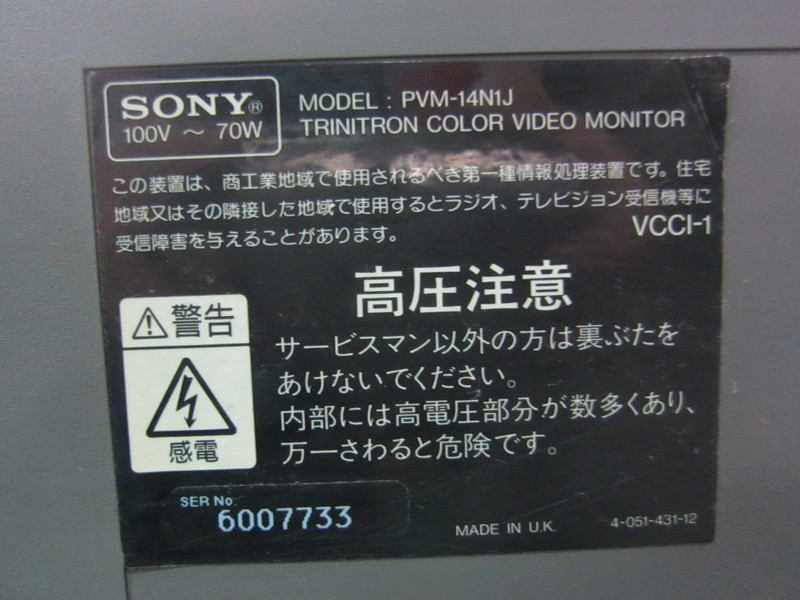 SONY®
100V ~ 70W
MODEL : PVM-14N1J
TRINITRON COLOR VIDEO MONITOR
この装置は、商工業地域で使用されるべき第一種情報処理装置です。住宅
地域又はその隣接した地域で使用するとラジオ、テレビジョン受信機等に
受信障害を与えることがあります。
VCCI-1
高圧注意
警告
感電
サービスマン以外の方は裏ぶたを
あけないでください。
内部には高電圧部分が数多くあり、
万一さわると危険です。
SER No.
6007733
MADE IN U.K.
4-051-431-12